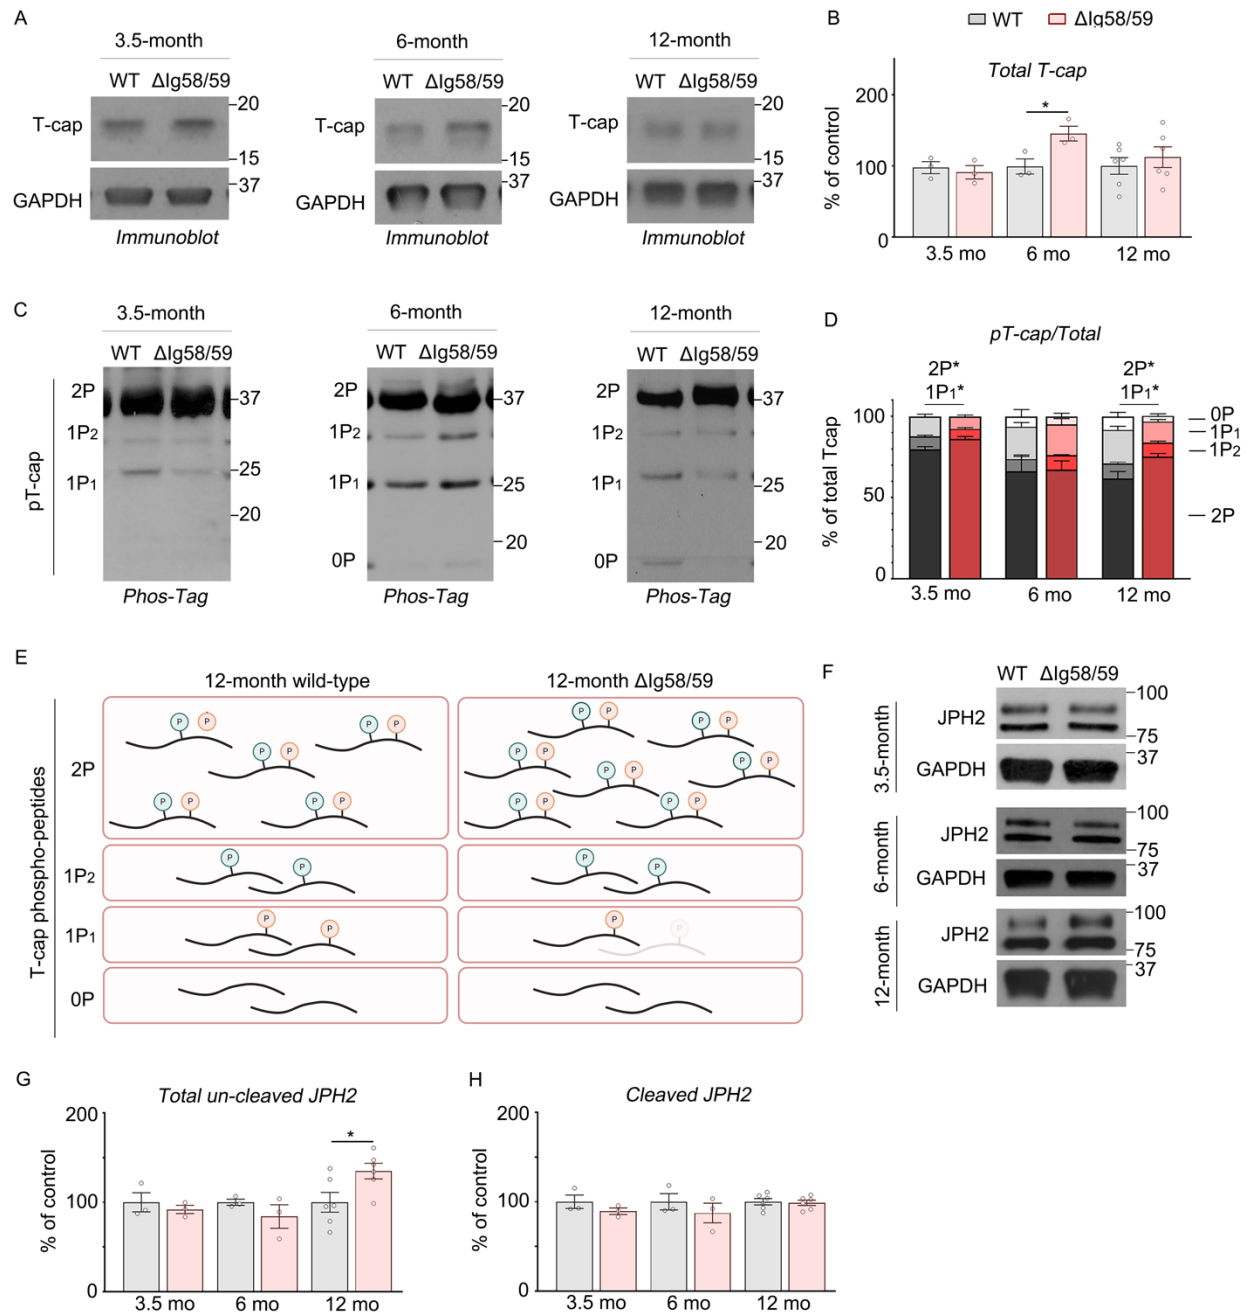 A
3.5-month
WT ΔIg58/59
T-cap
20
15
GAPDH
37
Immunoblot
6-month
WT ΔIg58/59
T-cap
20
15
GAPDH
37
Immunoblot
12-month
WT ΔIg58/59
T-cap
20
15
GAPDH
37
Immunoblot
B
WT ΔIg58/59
Total T-cap
% of control
200
100
0
*
3.5 mo 6 mo 12 mo
C
pT-cap
3.5-month
WT ΔIg58/59
2P
1P2
1P1
37
25
20
Phos-Tag
6-month
WT ΔIg58/59
2P
1P2
1P1
0P
37
25
20
Phos-Tag
12-month
WT ΔIg58/59
2P
1P2
1P1
0P
37
25
20
Phos-Tag
D
pT-cap/Total
2P*
1P1*
2P*
1P1*
% of total Tcap
100
50
0
0P
1P1
1P2
2P
3.5 mo 6 mo 12 mo
E
12-month wild-type
12-month ΔIg58/59
T-cap phospho-peptides
2P
P P P P
P P
P P P P
P P P P
P P P P
P P
P P P P
1P2
P P
P P
1P1
P P
P P
0P
F
WT ΔIg58/59
3.5-month
JPH2
100
75
GAPDH
37
6-month
JPH2
100
75
GAPDH
37
12-month
JPH2
100
75
GAPDH
37
G
Total un-cleaved JPH2
% of control
200
100
0
*
3.5 mo 6 mo 12 mo
H
Cleaved JPH2
% of control
200
100
0
3.5 mo 6 mo 12 mo